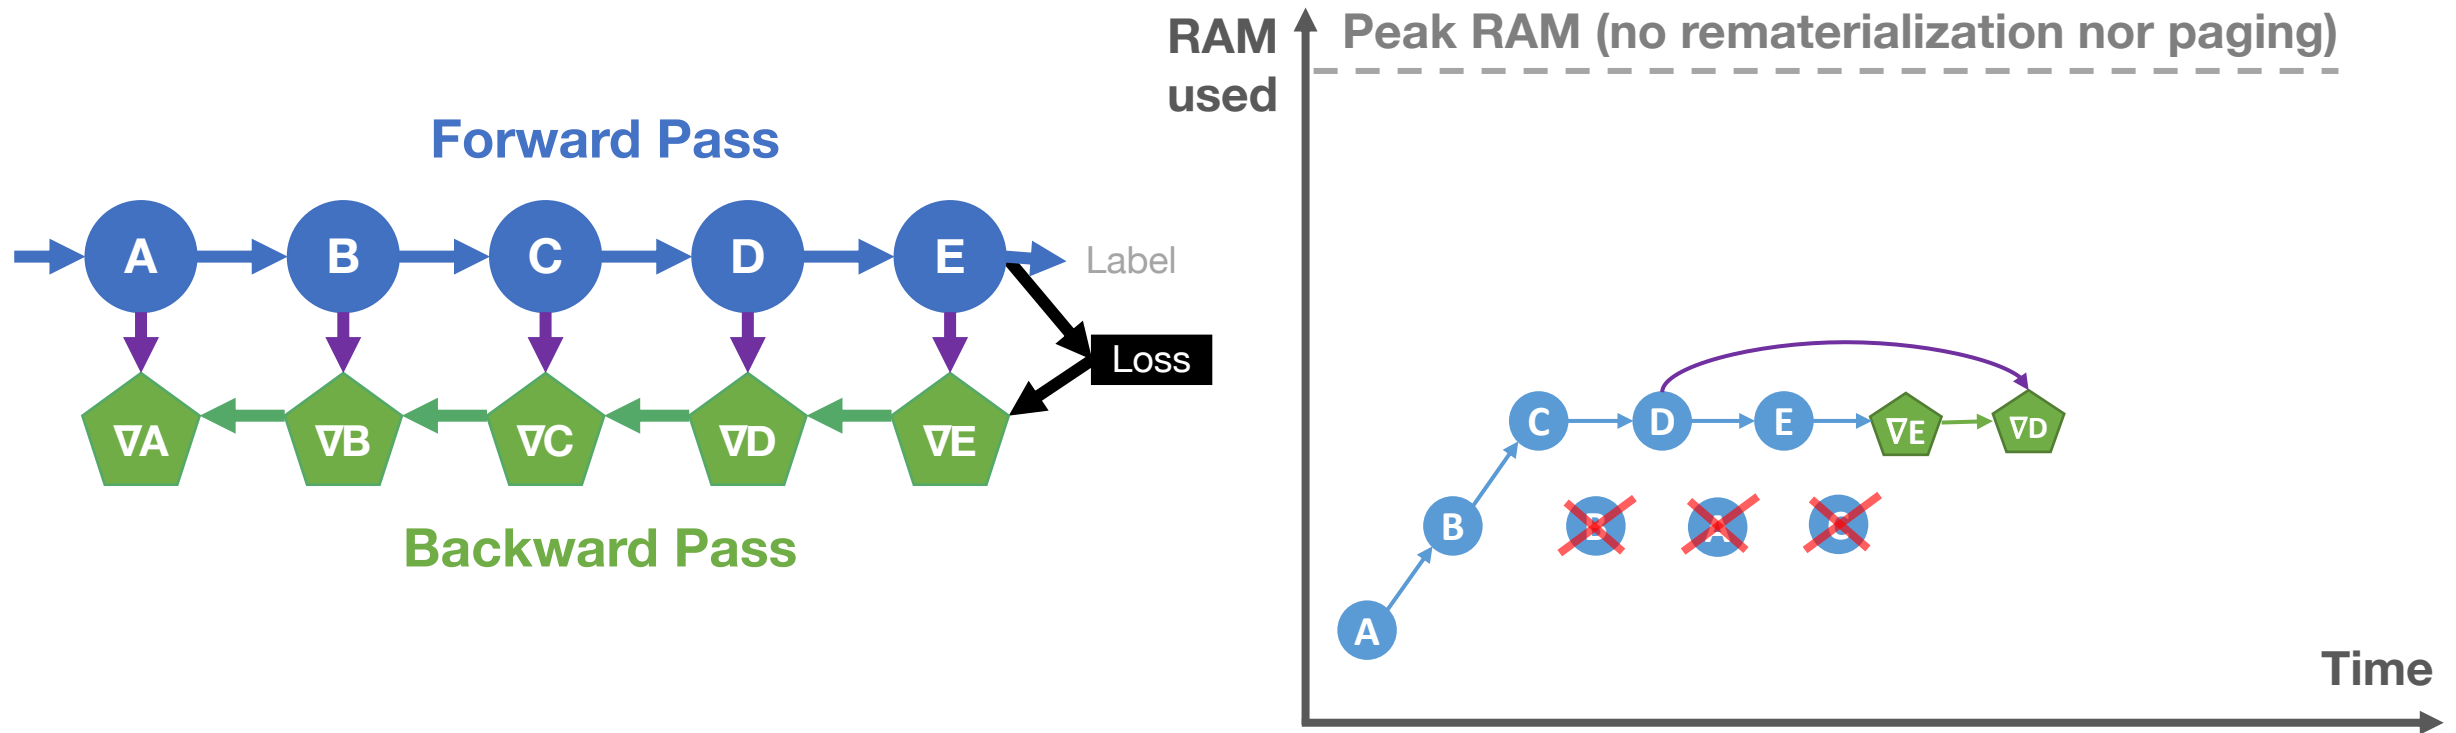 Forward Pass
A
B
C
D
E
Label
Loss
∇A
∇B
∇C
∇D
∇E
Backward Pass
RAM
used
Peak RAM (no rematerialization nor paging)
C
D
E
∇E
∇D
B
A
A
Time